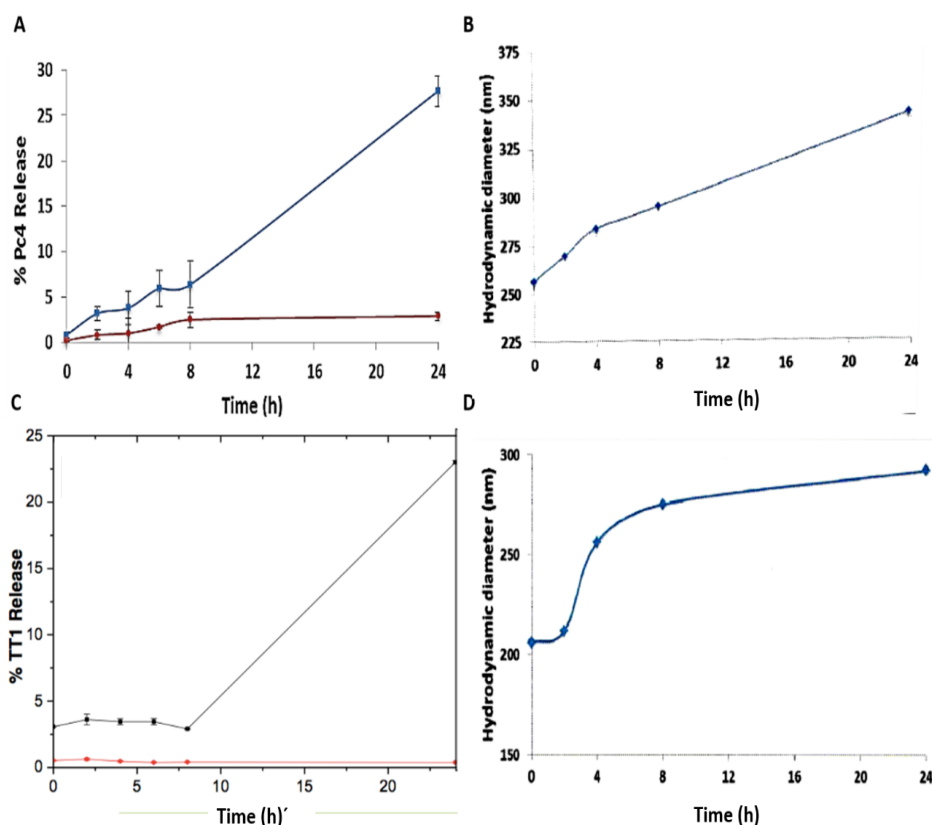 A
30
25
20
15
10
5
0
% Pc4 Release
0 4 8 12 16 20 24
Time (h)
B
375
350
325
300
275
250
225
Hydrodynamic diameter (nm)
0 4 8 12 16 20 24
Time (h)
C
25
20
15
10
5
0
% TT1 Release
0 5 10 15 20
Time (h)´
D
300
250
200
150
Hydrodynamic diameter (nm)
0 4 8 12 16 20 24
Time (h)